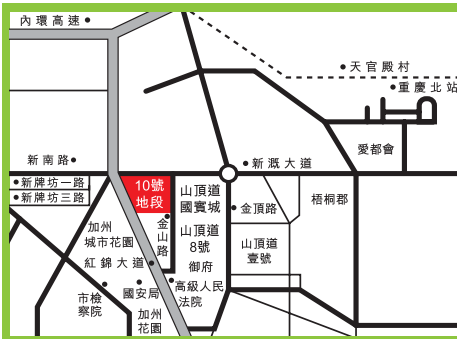 內環高速
天官殿村
重慶北站
愛都會
新南路
新溉大道
新牌坊一路
新牌坊三路
10號
地段
山頂道
國賓城
梧桐郡
金頂路
金山路
加州
城市花園
山頂道
8號
山頂道
壹號
紅錦大道
御府
國安局
高級人民
法院
市檢
察院
加州
花園